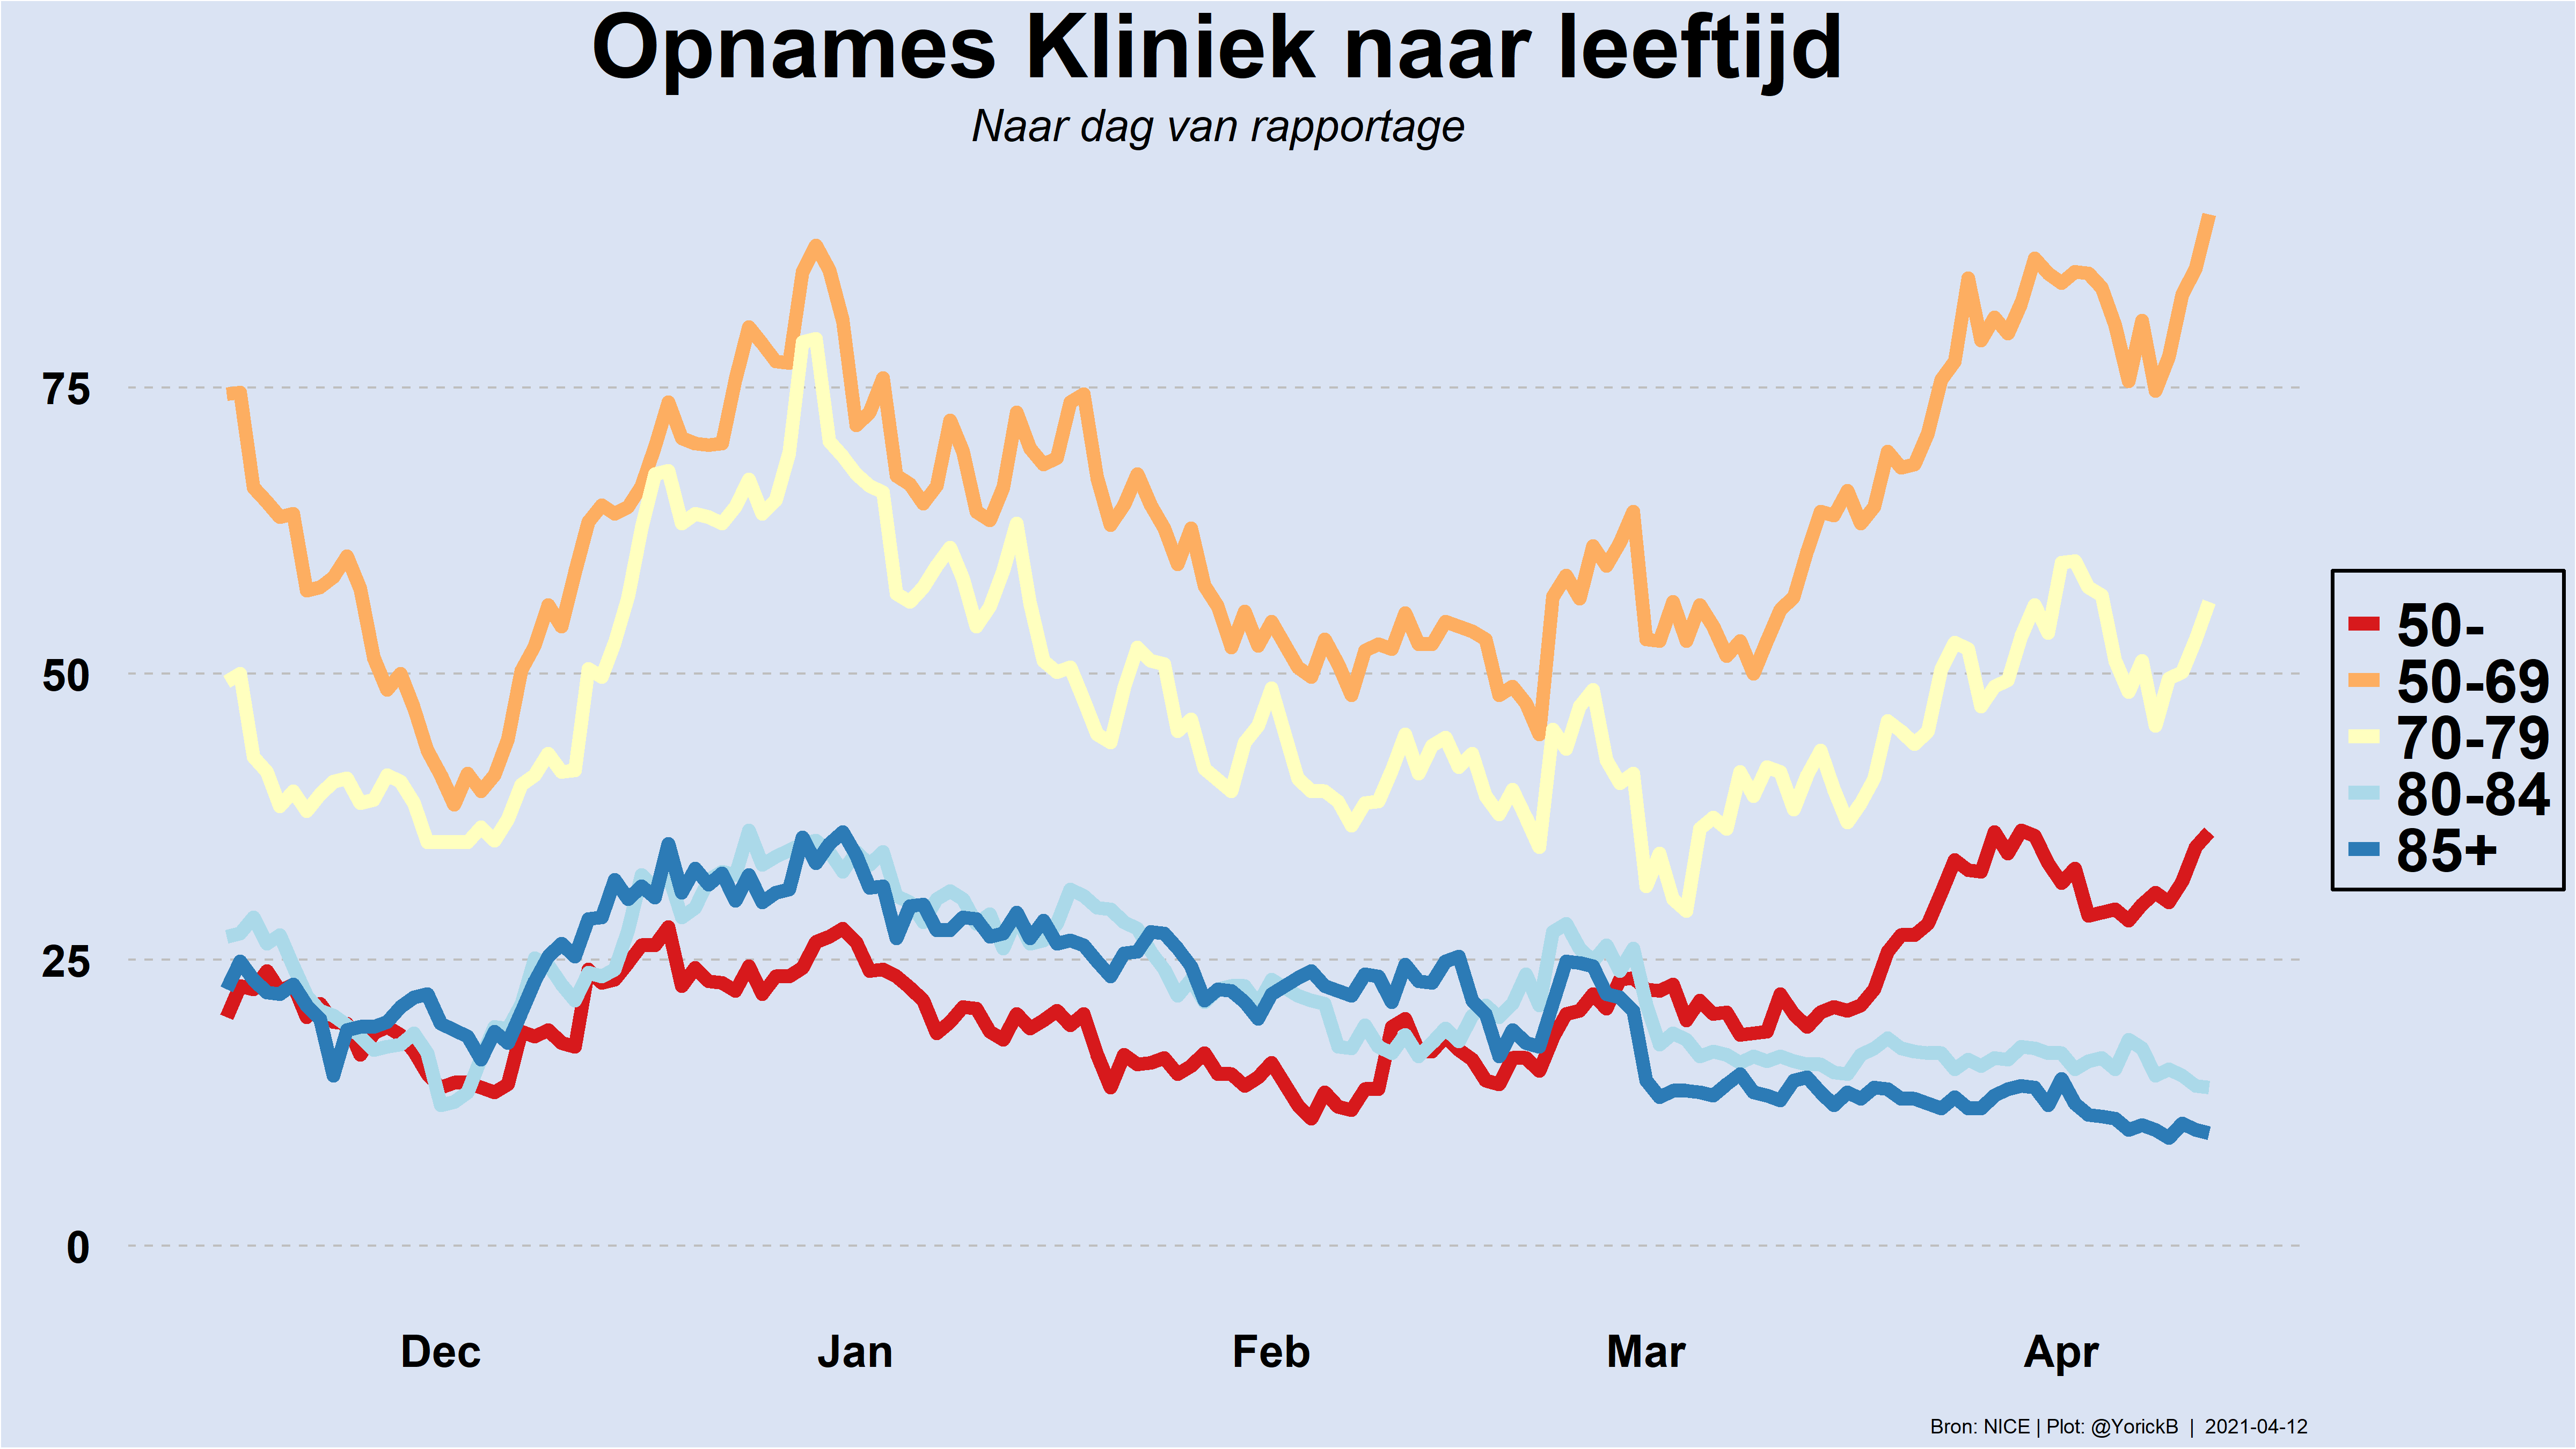 Opnames Kliniek naar leeftijd
Naar dag van rapportage
75
50
25
0
Dec Jan Feb Mar Apr
50-
50-69
70-79
80-84
85+
Bron: NICE | Plot: @YorickB | 2021-04-12